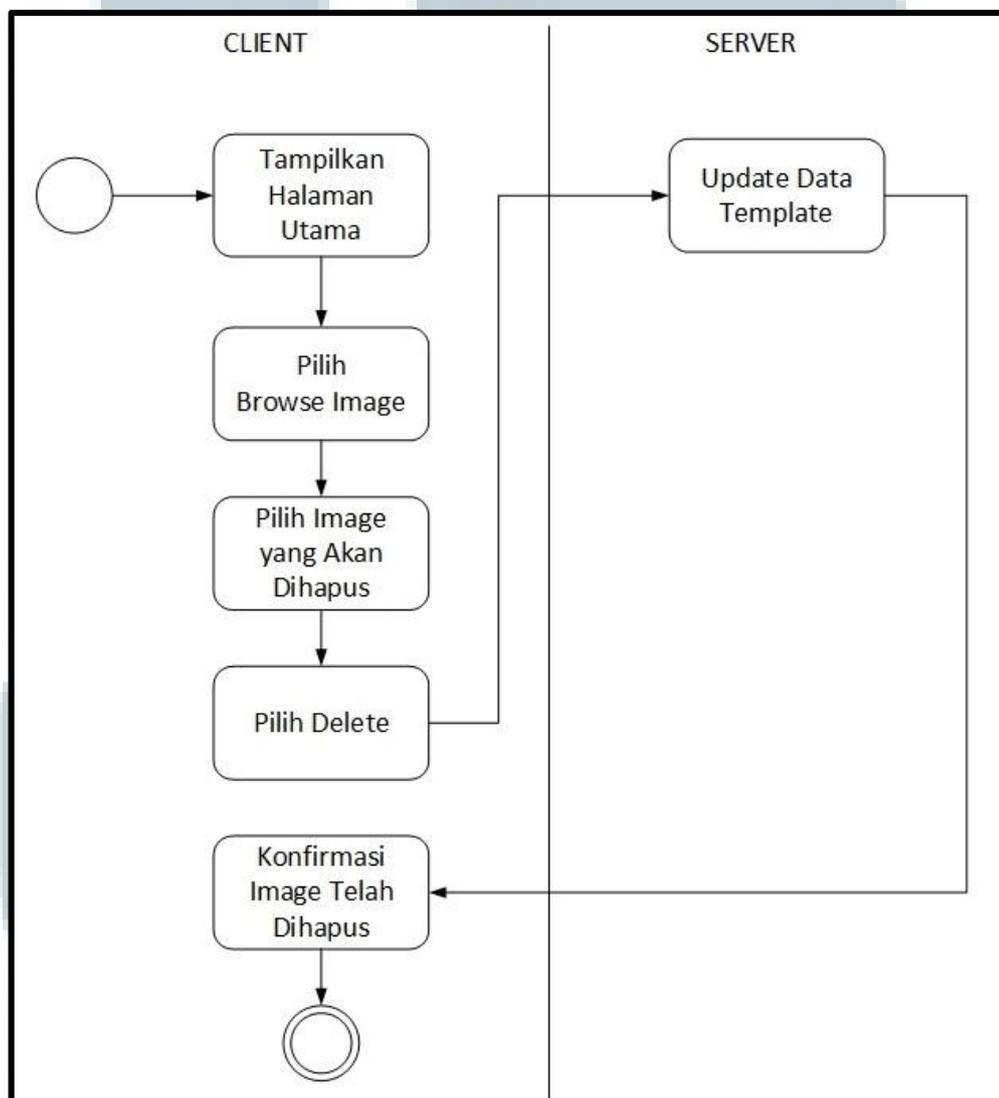 CLIENT
SERVER
Tampilkan
Halaman
Utama
Update Data
Template
Pilih
Browse Image
Pilih Image
yang Akan
Dihapus
Pilih Delete
Konfirmasi
Image Telah
Dihapus